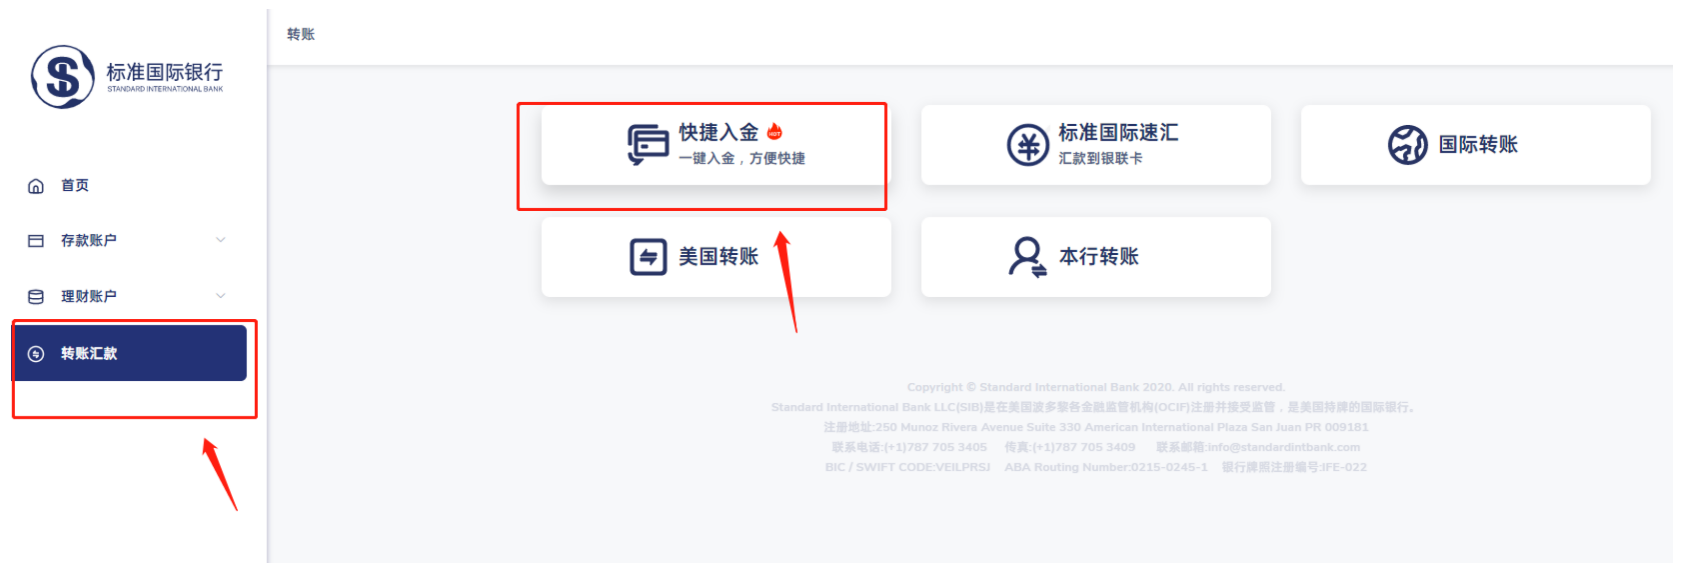 标准国际银行
STANDARD INTERNATIONAL BANK
首页
存款账户
理财账户
转账汇款
转账
快捷入金 HOT
一键入金，方便快捷
标准国际速汇
汇款到银联卡
国际转账
美国转账
本行转账
Copyright © Standard International Bank 2020. All rights reserved.
Standard International Bank LLC(SIB)是在美国波多黎各金融监管机构(OCIF)注册并接受监管，是美国持牌的国际银行。
注册地址:250 Munoz Rivera Avenue Suite 330 American International Plaza San Juan PR 009181
联系电话:(+1)787 705 3405 传真:(+1)787 705 3409 联系邮箱:info@standardintbank.com
BIC / SWIFT CODE:VEILPRSJ ABA Routing Number:0215-0245-1 银行牌照注册编号:IFE-022